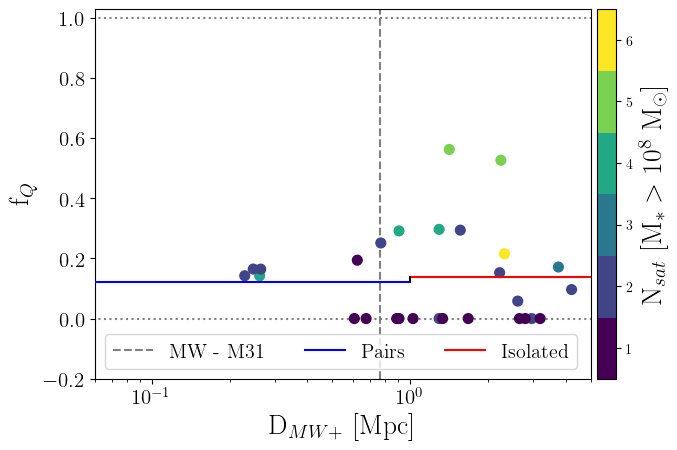 1.0
0.8
0.6
0.4
0.2
0.0
−0.2
f_Q
10^{-1}
10^0
D_{MW+} [Mpc]
MW - M31
Pairs
Isolated
6
5
4
3
2
1
N_{sat} [M_* > 10^8 M_⊙]